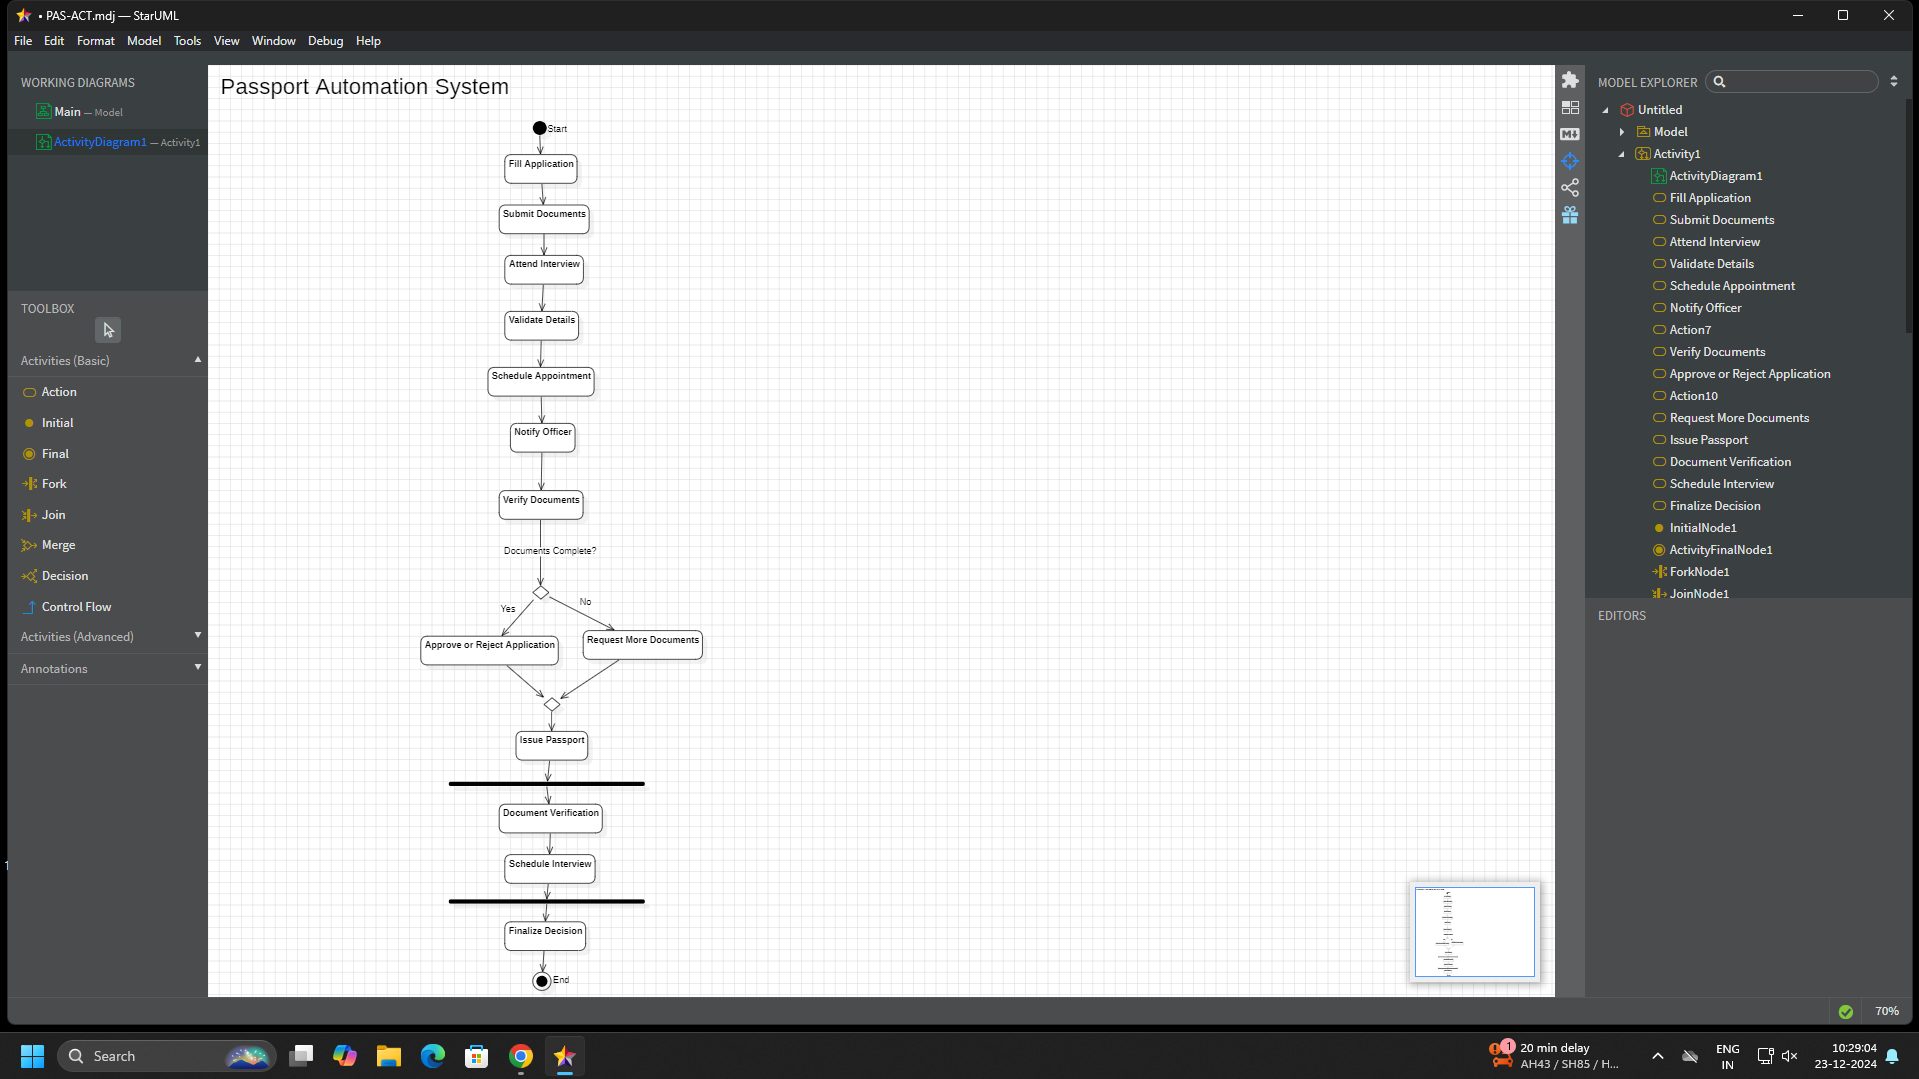 • PAS-ACT.mdj — StarUML
File Edit Format Model Tools View Window Debug Help
WORKING DIAGRAMS
Main — Model
ActivityDiagram1 — Activity1
TOOLBOX
Activities (Basic)
Action
Initial
Final
Fork
Join
Merge
Decision
Control Flow
Activities (Advanced)
Annotations
Passport Automation System
Start
Fill Application
Submit Documents
Attend Interview
Validate Details
Schedule Appointment
Notify Officer
Verify Documents
Documents Complete?
Yes
No
Approve or Reject Application
Request More Documents
Issue Passport
Document Verification
Schedule Interview
Finalize Decision
End
MODEL EXPLORER
Untitled
Model
Activity1
ActivityDiagram1
Fill Application
Submit Documents
Attend Interview
Validate Details
Schedule Appointment
Notify Officer
Action7
Verify Documents
Approve or Reject Application
Action10
Request More Documents
Issue Passport
Document Verification
Schedule Interview
Finalize Decision
InitialNode1
ActivityFinalNode1
ForkNode1
JoinNode1
EDITORS
70%
Search
1
20 min delay
AH43 / SH85 / H...
ENG
IN
10:29:04
23-12-2024